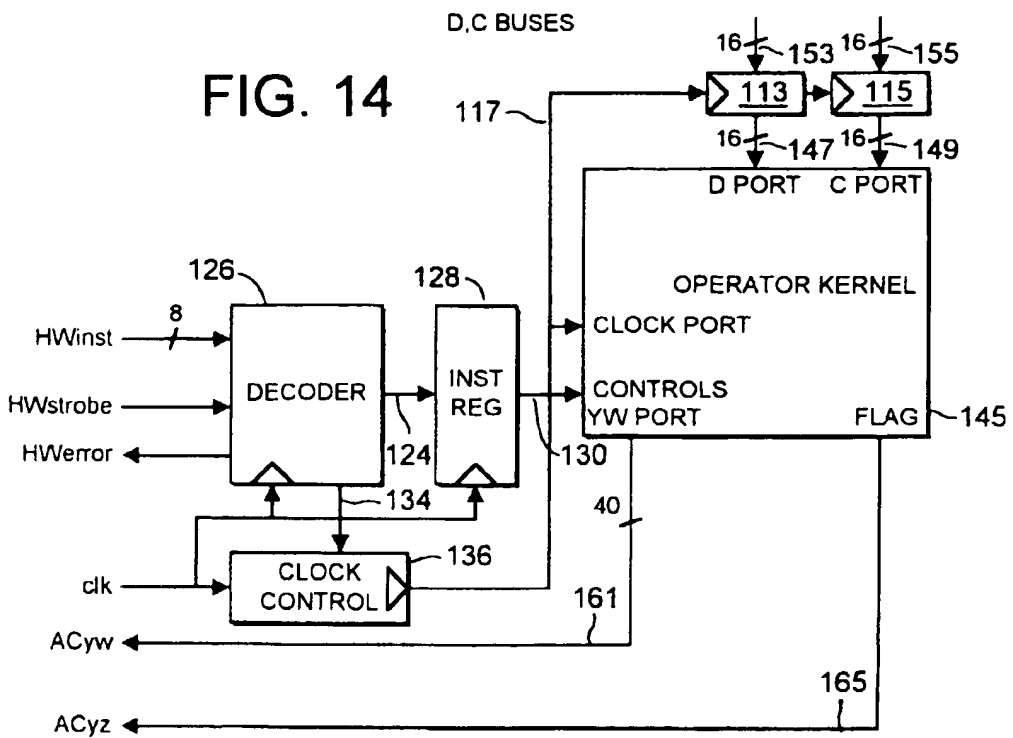 D,C BUSES
FIG. 14
16 153 16 155
117 113 115
16 147 16 149
D PORT C PORT
126 128
OPERATOR KERNEL
HWinst 8
CLOCK PORT
DECODER INST REG
CONTROLS
HWstrobe
YW PORT FLAG 145
HWerror
124 130
134
40
136
clk CLOCK CONTROL
161
ACyw
165
ACyz